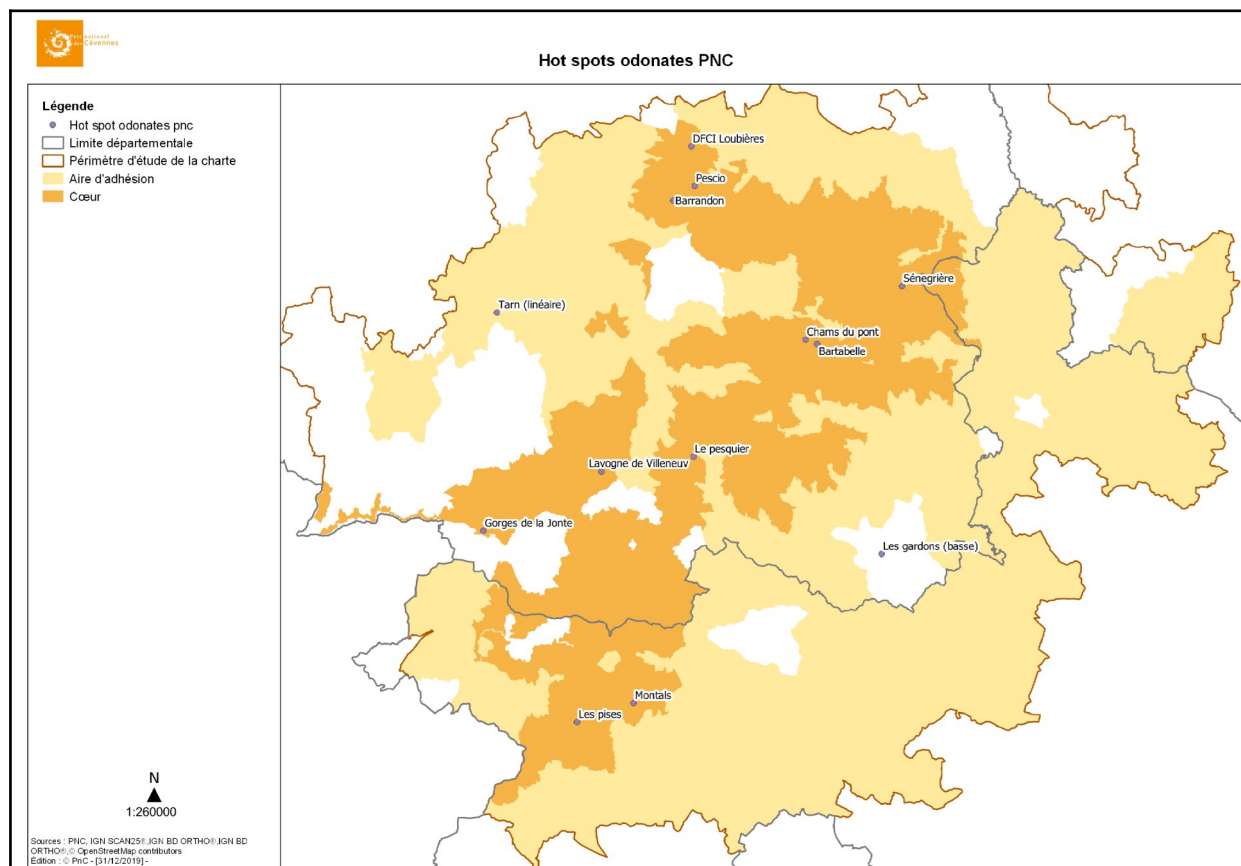 Parc national
des Cévennes
Hot spots odonates PNC
Légende
Hot spot odonates pnc
Limite départementale
Périmètre d'étude de la charte
Aire d'adhésion
Cœur
DFCI Loubières
Pescio
Barrandon
Sénegrière
Tarn (linéaire)
Chams du pont
Bartabelle
Le pesquier
Lavogne de Villeneuv
Gorges de la Jonte
Les gardons (basse)
Montals
Les pises
N
1:260000
Sources : PNC, IGN SCAN25®,IGN BD ORTHO®,IGN BD
ORTHO®,© OpenStreetMap contributors
Édition : © PnC - [31/12/2019] -